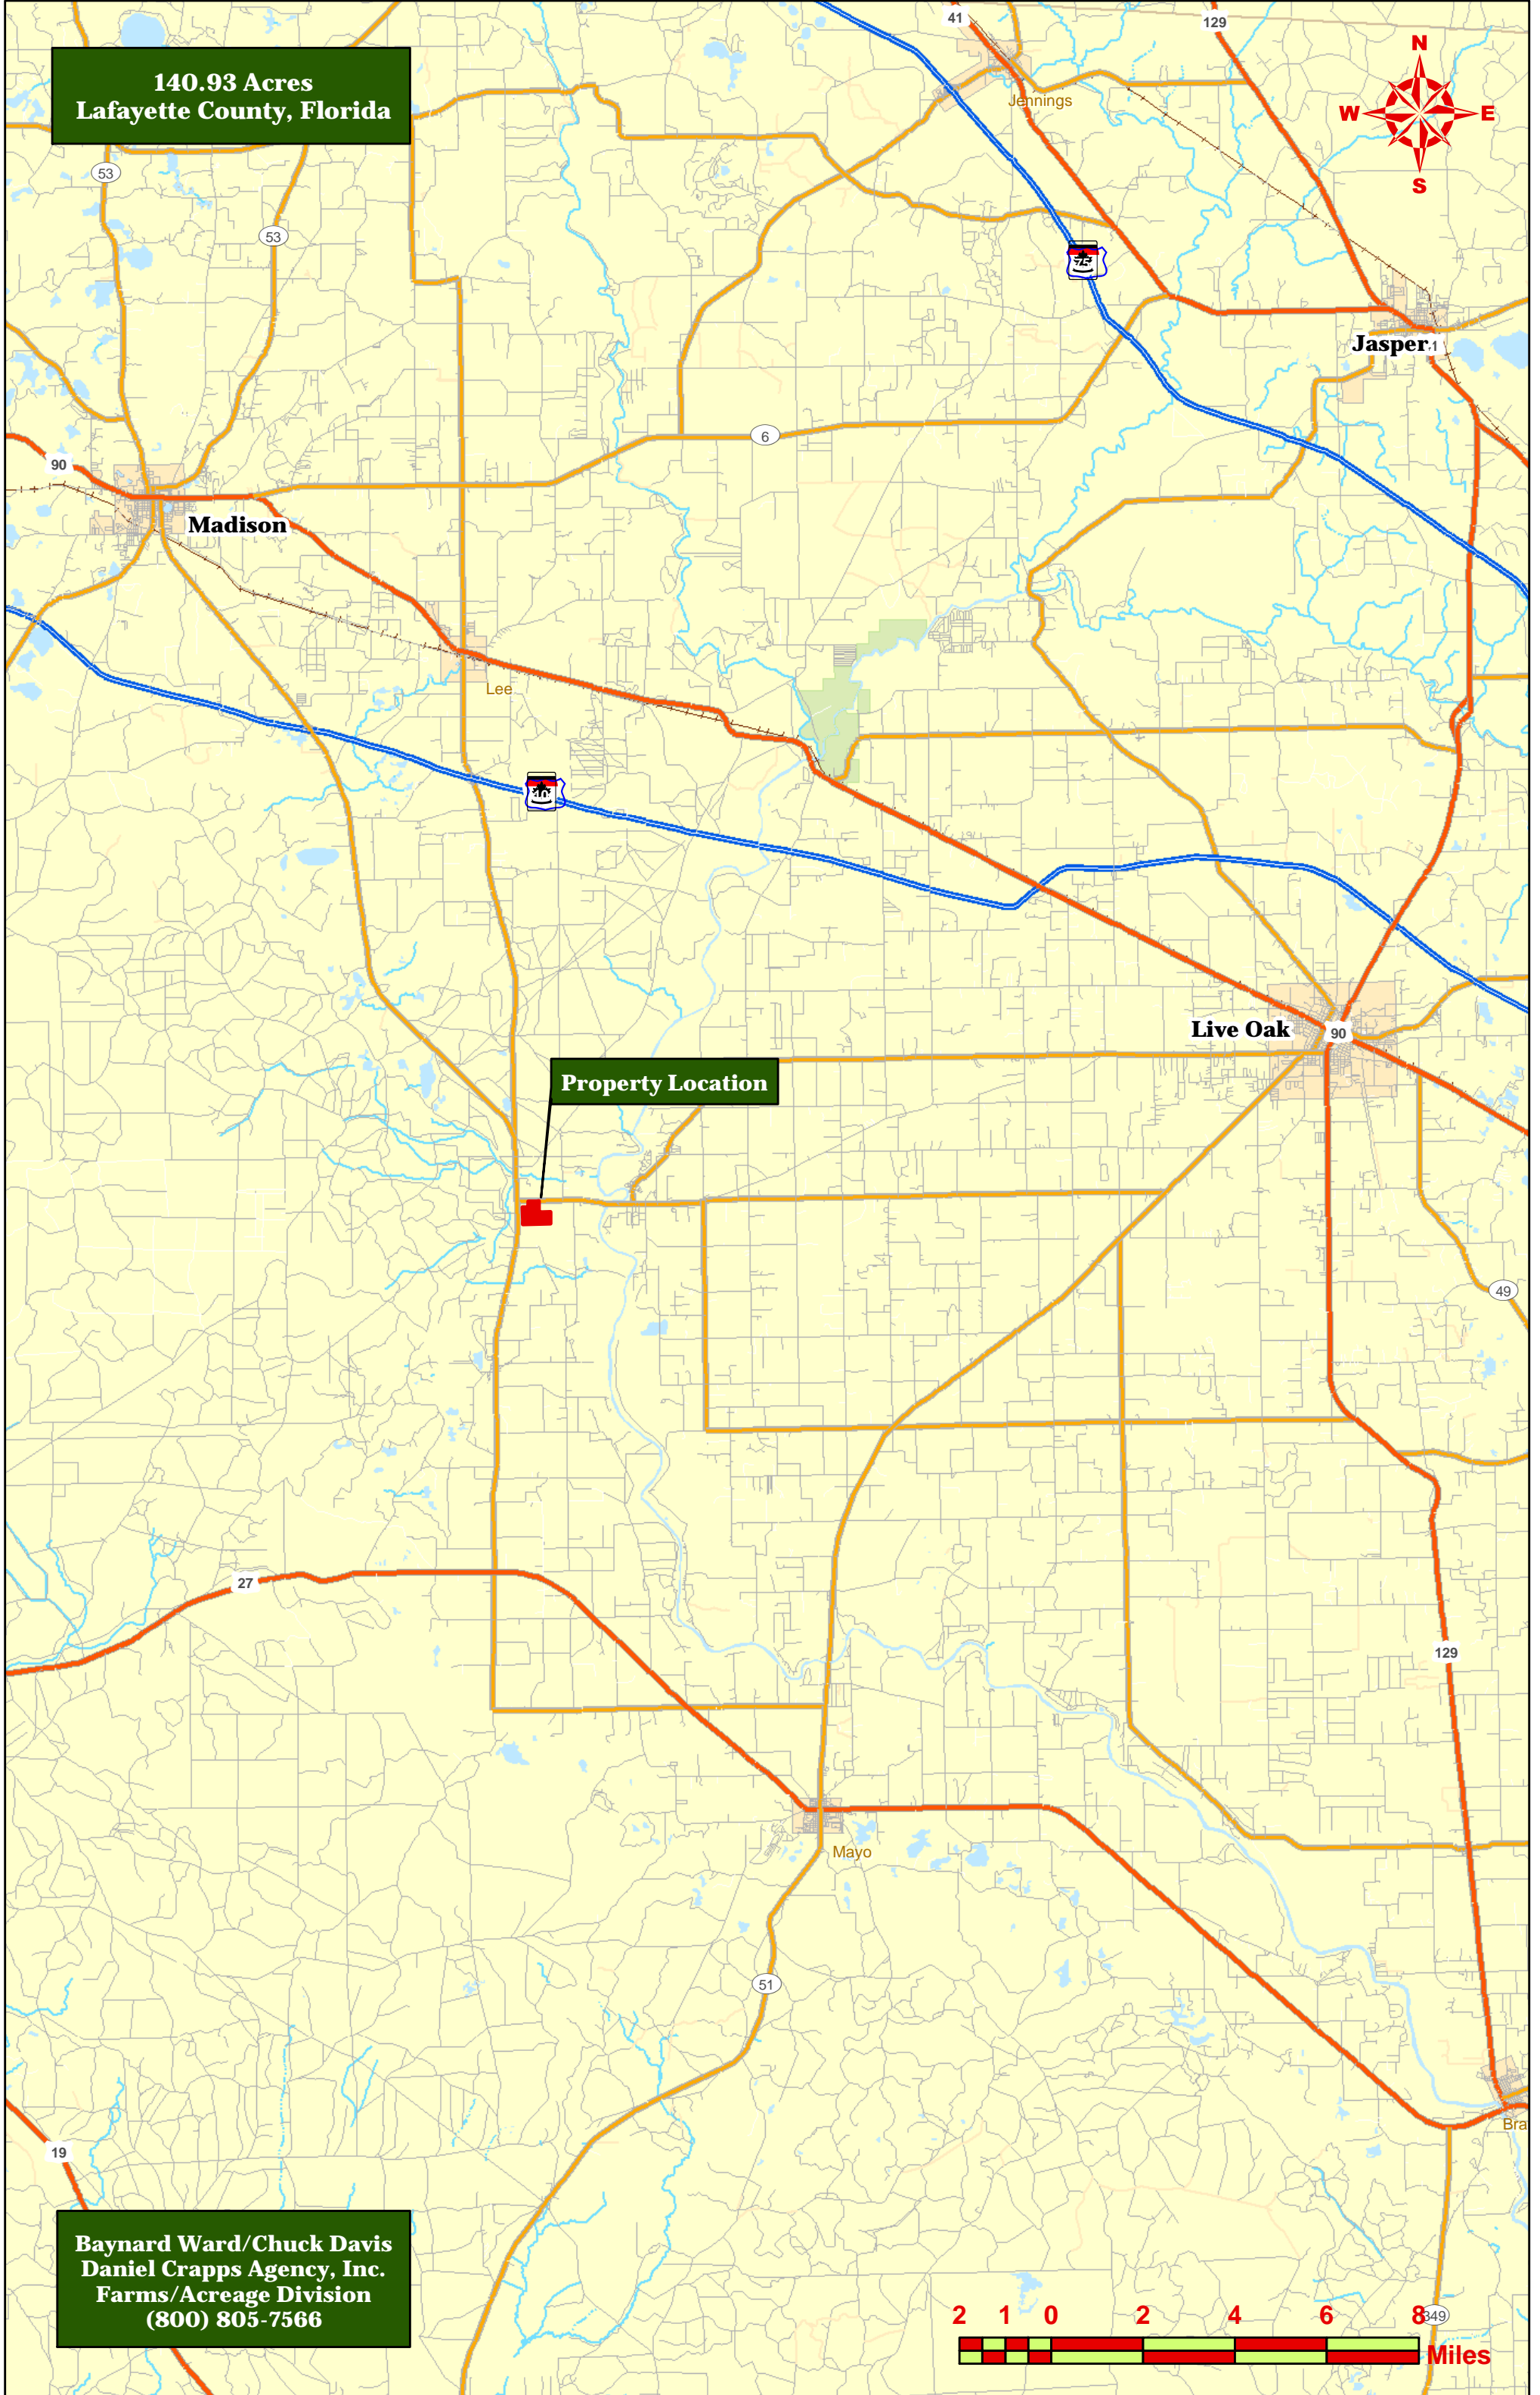 41
129
140.93 Acres
Lafayette County, Florida
N
W E
S
Jennings
53
53
Jasper
6
90
Madison
Lee
Live Oak
90
Property Location
49
27
129
Mayo
51
19
Bra
Baynard Ward/Chuck Davis
Daniel Crapps Agency, Inc.
Farms/Acreage Division
(800) 805-7566
2 1 0 2 4 6 8
349
Miles